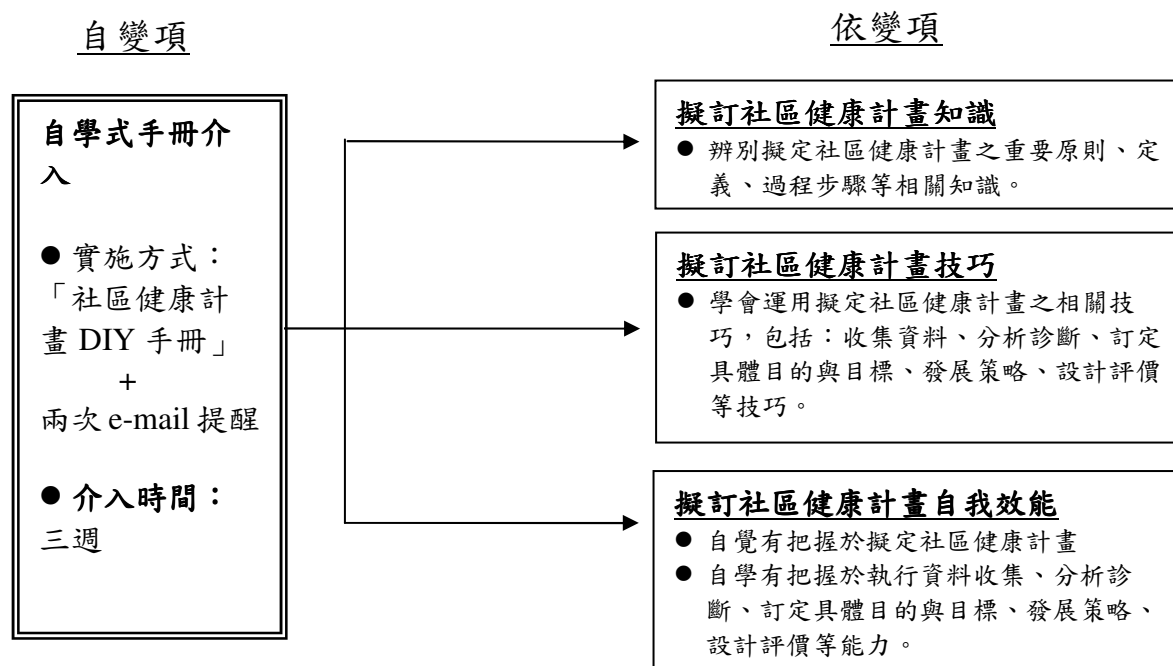 自變項
依變項
自學式手冊介
入
● 實施方式：
「社區健康計
畫 DIY 手冊」
+
兩次 e-mail 提醒
● 介入時間：
三週
擬訂社區健康計畫知識
● 辨別擬定社區健康計畫之重要原則、定
義、過程步驟等相關知識。
擬訂社區健康計畫技巧
● 學會運用擬定社區健康計畫之相關技
巧，包括：收集資料、分析診斷、訂定
具體目的與目標、發展策略、設計評價
等技巧。
擬訂社區健康計畫自我效能
● 自覺有把握於擬定社區健康計畫
● 自學有把握於執行資料收集、分析診
斷、訂定具體目的與目標、發展策略、
設計評價等能力。